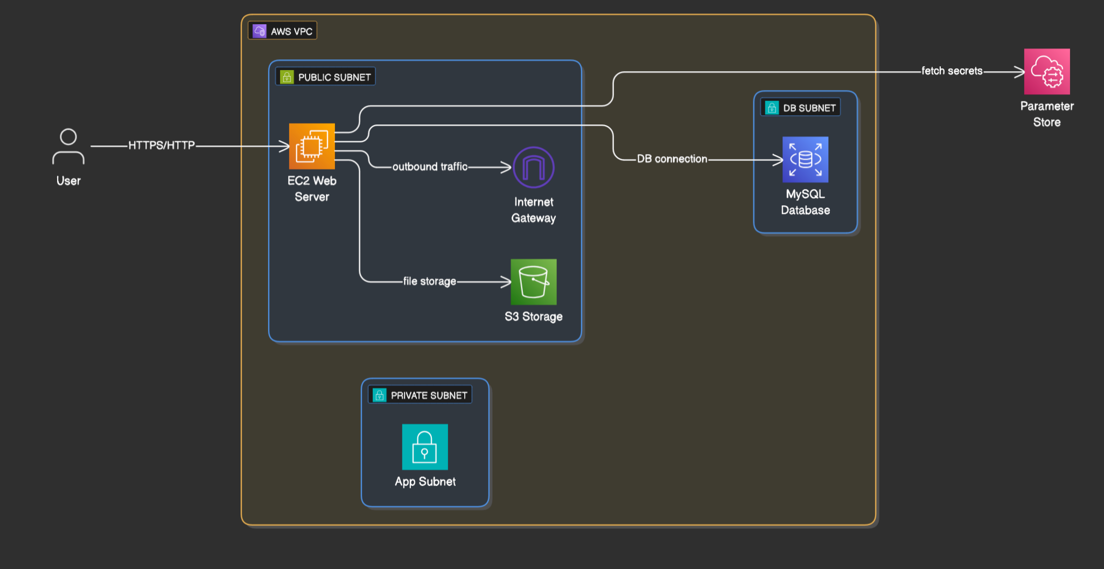 AWS VPC
PUBLIC SUBNET
fetch secrets
Parameter
Store
DB SUBNET
HTTPS/HTTP
User
EC2 Web
Server
outbound traffic
Internet
Gateway
DB connection
MySQL
Database
file storage
S3 Storage
PRIVATE SUBNET
App Subnet